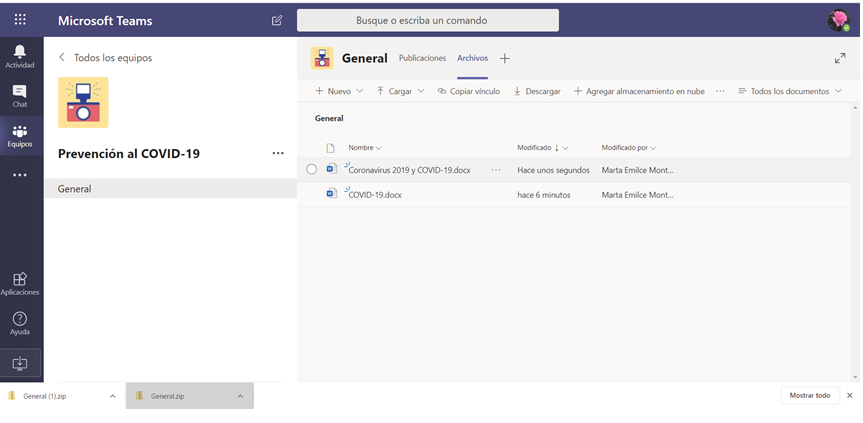 Microsoft Teams
Busque o escriba un comando
Actividad
Chat
Equipos
Aplicaciones
Ayuda
Todos los equipos
Prevención al COVID-19
General
General Publicaciones Archivos
Nuevo Cargar Copiar vínculo Descargar Agregar almacenamiento en nube Todos los documentos
General
Nombre Modificado Modificado por
Coronavirus 2019 y COVID-19.docx Hace unos segundos Marta Emilce Mont...
COVID-19.docx hace 6 minutos Marta Emilce Mont...
General (1).zip General.zip Mostrar todo